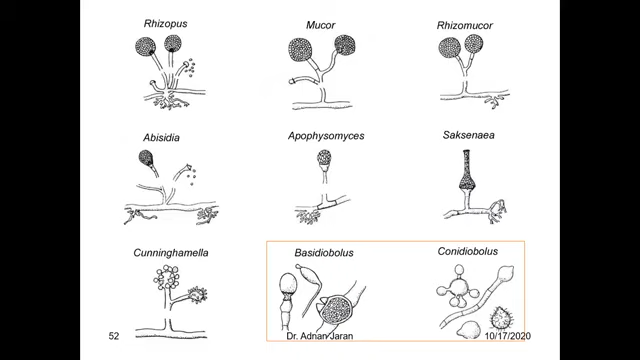 Rhizopus Mucor Rhizomucor
Abisidia Apophysomyces Saksenaea
Cunninghamella Basidiobolus Conidiobolus
52 Dr. Adnan Jaran 10/17/2020